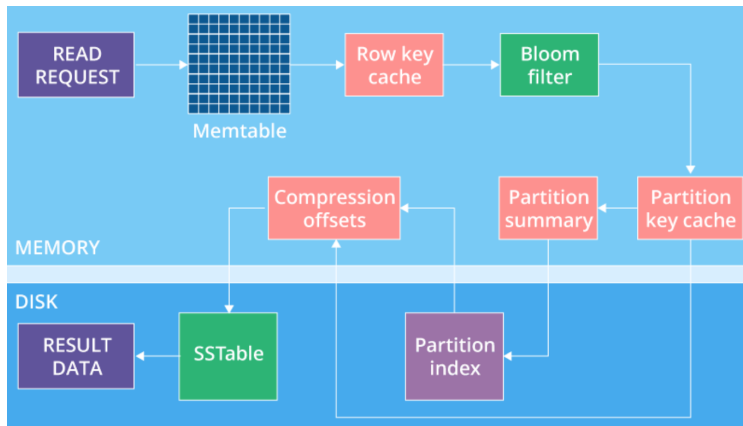 READ
REQUEST
Memtable
Row key
cache
Bloom
filter
Compression
offsets
Partition
summary
Partition
key cache
MEMORY
DISK
RESULT
DATA
SSTable
Partition
index